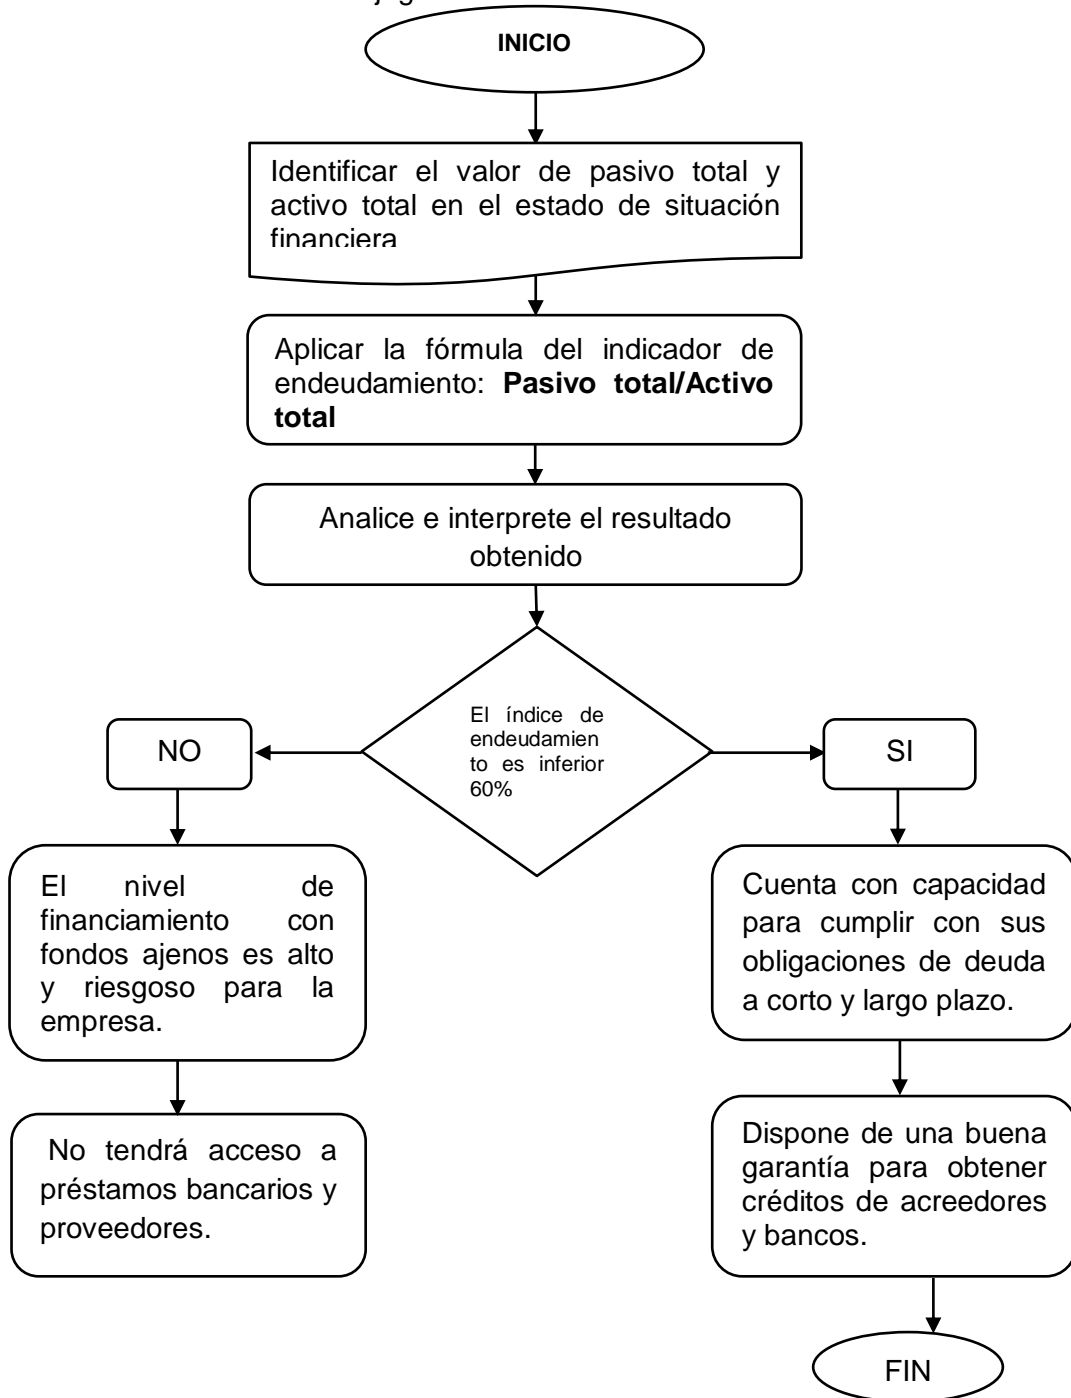 INICIO
Identificar el valor de pasivo total y
activo total en el estado de situación
financiera
Aplicar la fórmula del indicador de
endeudamiento: Pasivo total/Activo
total
Analice e interprete el resultado
obtenido
El índice de
endeudamien
to es inferior
60%
NO
SI
El nivel de
financiamiento con
fondos ajenos es alto
y riesgoso para la
empresa.
Cuenta con capacidad
para cumplir con sus
obligaciones de deuda
a corto y largo plazo.
No tendrá acceso a
préstamos bancarios y
proveedores.
Dispone de una buena
garantía para obtener
créditos de acreedores
y bancos.
FIN